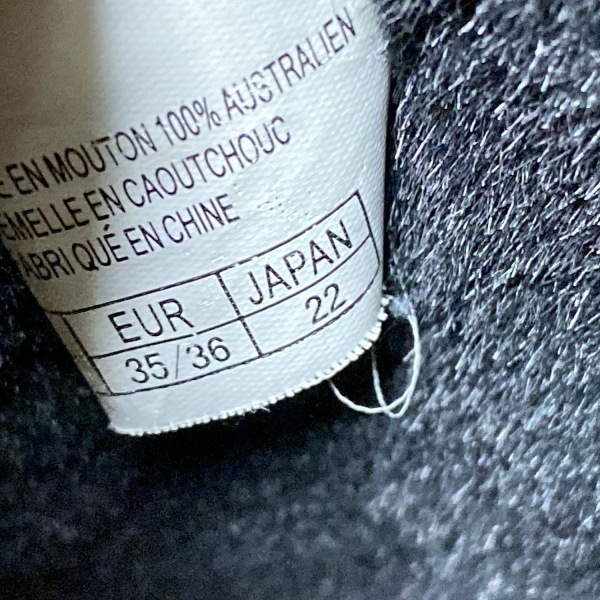 EN MOUTON 100% AUSTRALIEN
EMELLE EN CAOUTCHOUC
ABRIQUÉ EN CHINE
EUR JAPAN
35/36 22